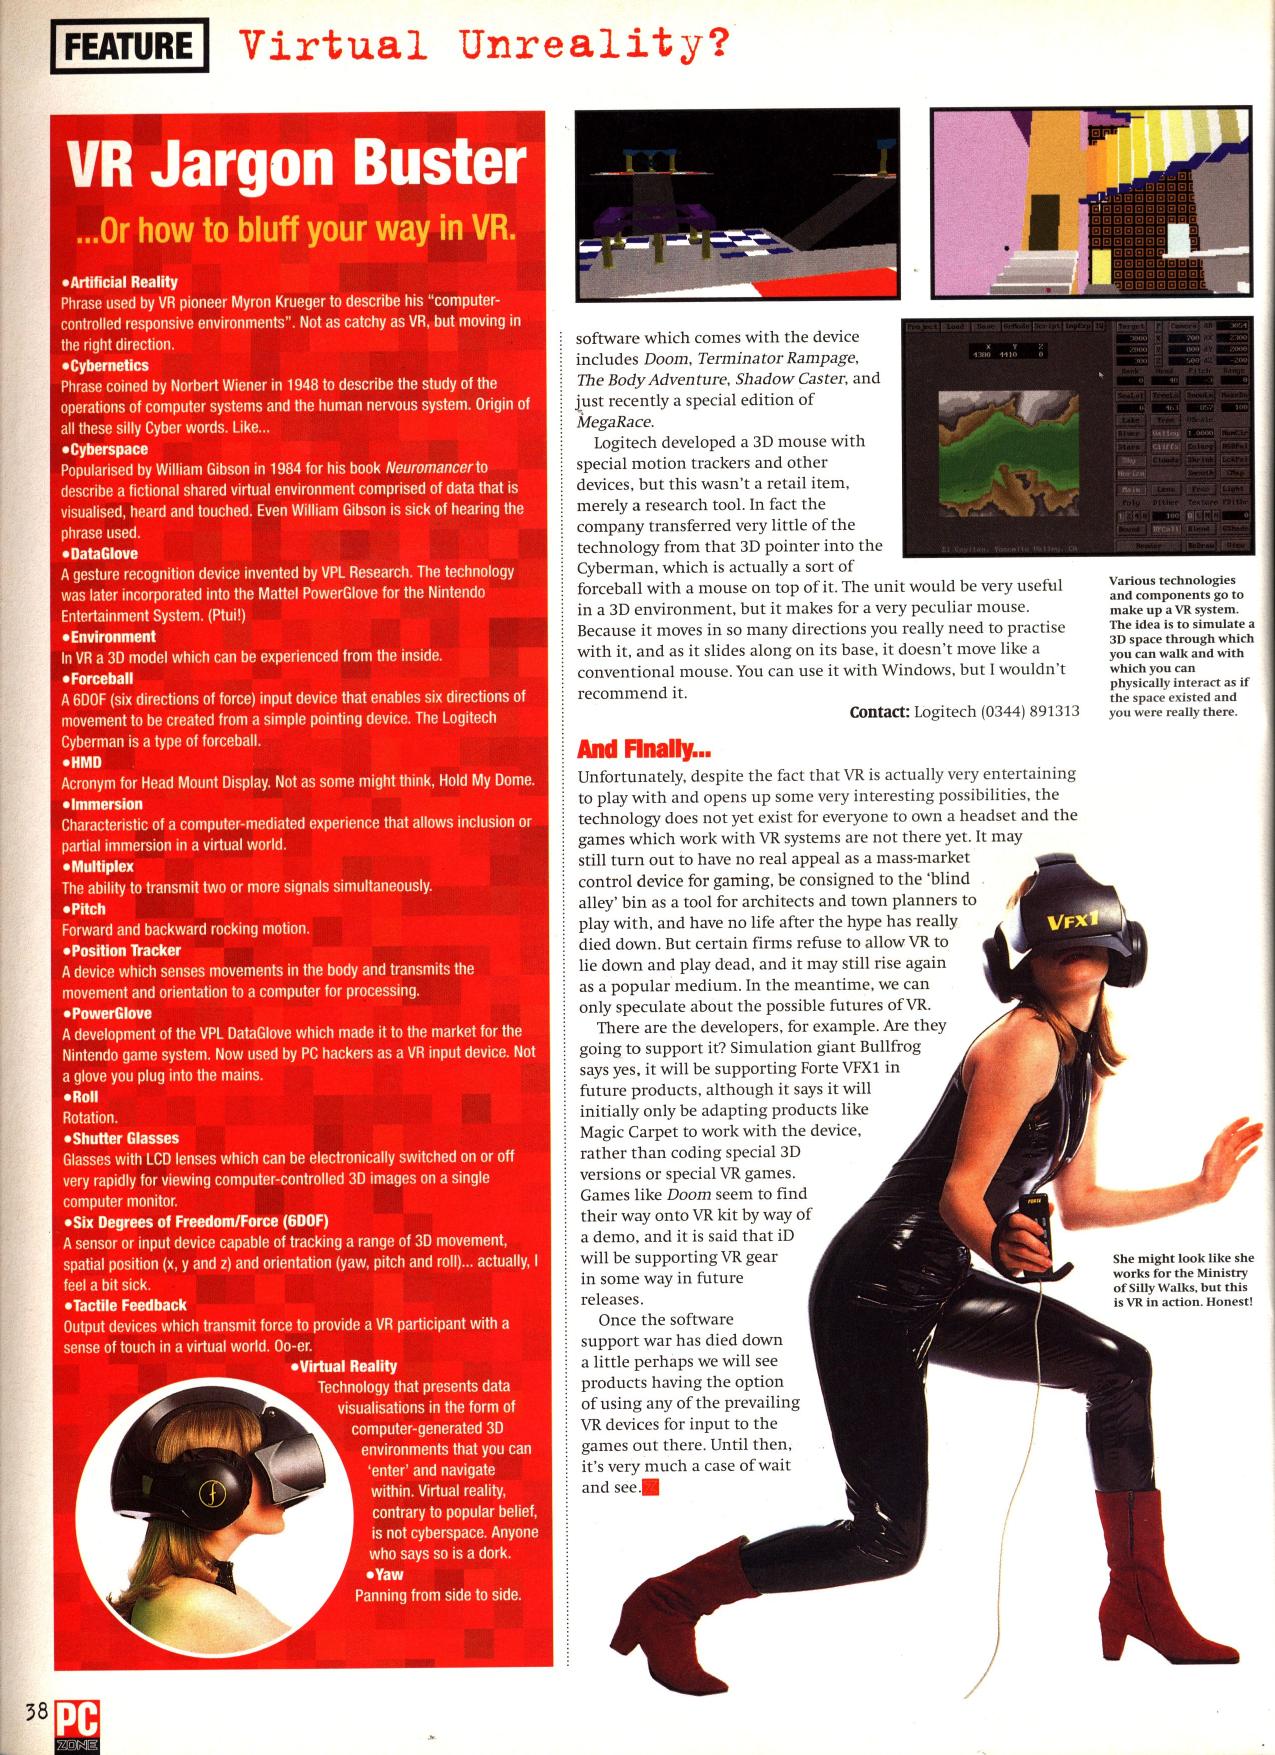 FEATURE Virtual Unreality?
VR Jargon Buster
...Or how to bluff your way in VR.
●Artificial Reality
Phrase used by VR pioneer Myron Krueger to describe his “computer-
controlled responsive environments”. Not as catchy as VR, but moving in
the right direction.
●Cybernetics
Phrase coined by Norbert Wiener in 1948 to describe the study of the
operations of computer systems and the human nervous system. Origin of
all these silly Cyber words. Like...
●Cyberspace
Popularised by William Gibson in 1984 for his book Neuromancer to
describe a fictional shared virtual environment comprised of data that is
visualised, heard and touched. Even William Gibson is sick of hearing the
phrase used.
●DataGlove
A gesture recognition device invented by VPL Research. The technology
was later incorporated into the Mattel PowerGlove for the Nintendo
Entertainment System. (Ptui!)
●Environment
In VR a 3D model which can be experienced from the inside.
●Forceball
A 6DOF (six directions of force) input device that enables six directions of
movement to be created from a simple pointing device. The Logitech
Cyberman is a type of forceball.
●HMD
Acronym for Head Mount Display. Not as some might think, Hold My Dome.
●Immersion
Characteristic of a computer-mediated experience that allows inclusion or
partial immersion in a virtual world.
●Multiplex
The ability to transmit two or more signals simultaneously.
●Pitch
Forward and backward rocking motion.
●Position Tracker
A device which senses movements in the body and transmits the
movement and orientation to a computer for processing.
●PowerGlove
A development of the VPL DataGlove which made it to the market for the
Nintendo game system. Now used by PC hackers as a VR input device. Not
a glove you plug into the mains.
●Roll
Rotation.
●Shutter Glasses
Glasses with LCD lenses which can be electronically switched on or off
very rapidly for viewing computer-controlled 3D images on a single
computer monitor.
●Six Degrees of Freedom/Force (6DOF)
A sensor or input device capable of tracking a range of 3D movement,
spatial position (x, y and z) and orientation (yaw, pitch and roll)... actually, I
feel a bit sick.
●Tactile Feedback
Output devices which transmit force to provide a VR participant with a
sense of touch in a virtual world. Oo-er.
●Virtual Reality
Technology that presents data
visualisations in the form of
computer-generated 3D
environments that you can
‘enter’ and navigate
within. Virtual reality,
contrary to popular belief,
is not cyberspace. Anyone
who says so is a dork.
●Yaw
Panning from side to side.
software which comes with the device
includes Doom, Terminator Rampage,
The Body Adventure, Shadow Caster, and
just recently a special edition of
MegaRace.
Logitech developed a 3D mouse with
special motion trackers and other
devices, but this wasn’t a retail item,
merely a research tool. In fact the
company transferred very little of the
technology from that 3D pointer into the
Cyberman, which is actually a sort of
forceball with a mouse on top of it. The unit would be very useful
in a 3D environment, but it makes for a very peculiar mouse.
Because it moves in so many directions you really need to practise
with it, and as it slides along on its base, it doesn’t move like a
conventional mouse. You can use it with Windows, but I wouldn’t
recommend it.
Contact: Logitech (0344) 891313
And Finally...
Unfortunately, despite the fact that VR is actually very entertaining
to play with and opens up some very interesting possibilities, the
technology does not yet exist for everyone to own a headset and the
games which work with VR systems are not there yet. It may
still turn out to have no real appeal as a mass-market
control device for gaming, be consigned to the ‘blind
alley’ bin as a tool for architects and town planners to
play with, and have no life after the hype has really
died down. But certain firms refuse to allow VR to
lie down and play dead, and it may still rise again
as a popular medium. In the meantime, we can
only speculate about the possible futures of VR.
There are the developers, for example. Are they
going to support it? Simulation giant Bullfrog
says yes, it will be supporting Forte VFX1 in
future products, although it says it will
initially only be adapting products like
Magic Carpet to work with the device,
rather than coding special 3D
versions or special VR games.
Games like Doom seem to find
their way onto VR kit by way of
a demo, and it is said that iD
will be supporting VR gear
in some way in future
releases.
Once the software
support war has died down
a little perhaps we will see
products having the option
of using any of the prevailing
VR devices for input to the
games out there. Until then,
it’s very much a case of wait
and see.
Project Load Base GrMode Script
Target Camera
X Y Z
4380 4410 0
Various technologies
and components go to
make up a VR system.
The idea is to simulate a
3D space through which
you can walk and with
which you can
physically interact as if
the space existed and
you were really there.
VFX1
FORTE
She might look like she
works for the Ministry
of Silly Walks, but this
is VR in action. Honest!
38 PC
ZONE